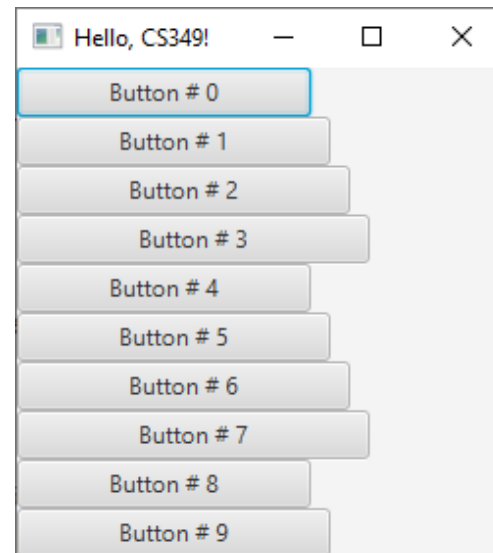 Hello, CS349!
Button # 0
Button # 1
Button # 2
Button # 3
Button # 4
Button # 5
Button # 6
Button # 7
Button # 8
Button # 9